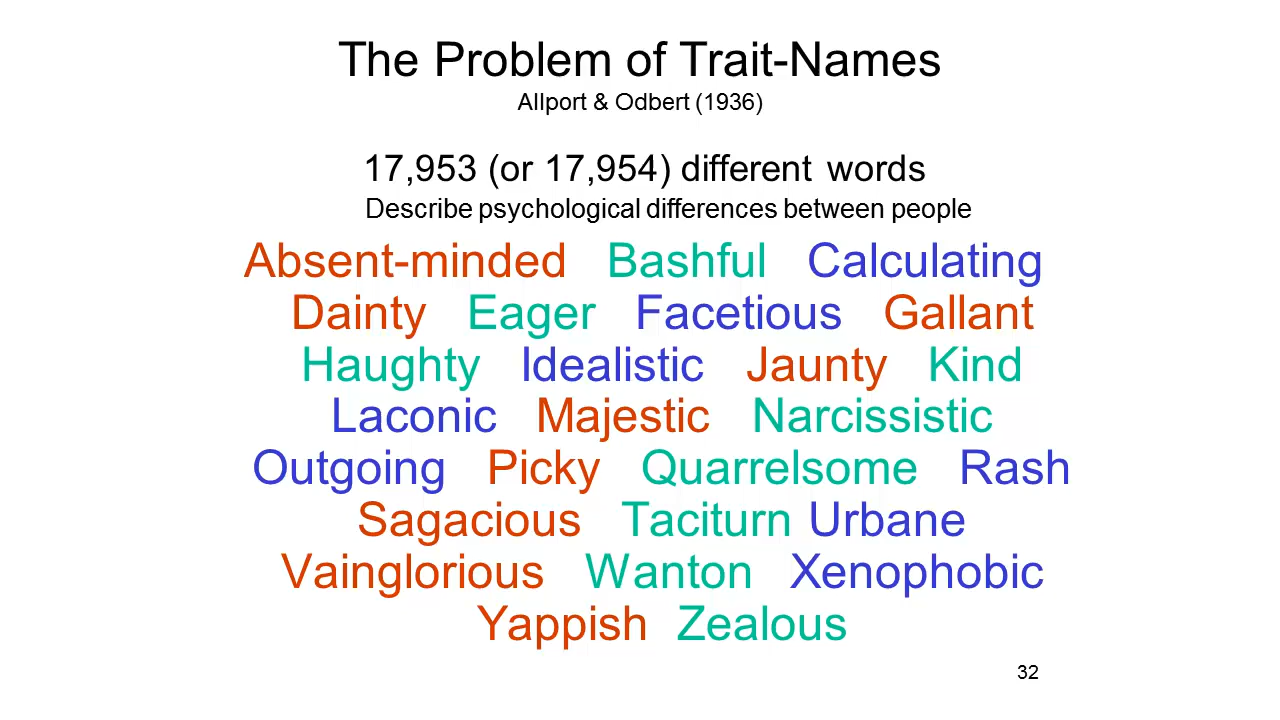 The Problem of Trait-Names
Allport & Odbert (1936)
17,953 (or 17,954) different words
Describe psychological differences between people
Absent-minded Bashful Calculating
Dainty Eager Facetious Gallant
Haughty Idealistic Jaunty Kind
Laconic Majestic Narcissistic
Outgoing Picky Quarrelsome Rash
Sagacious Taciturn Urbane
Vainglorious Wanton Xenophobic
Yappish Zealous
32